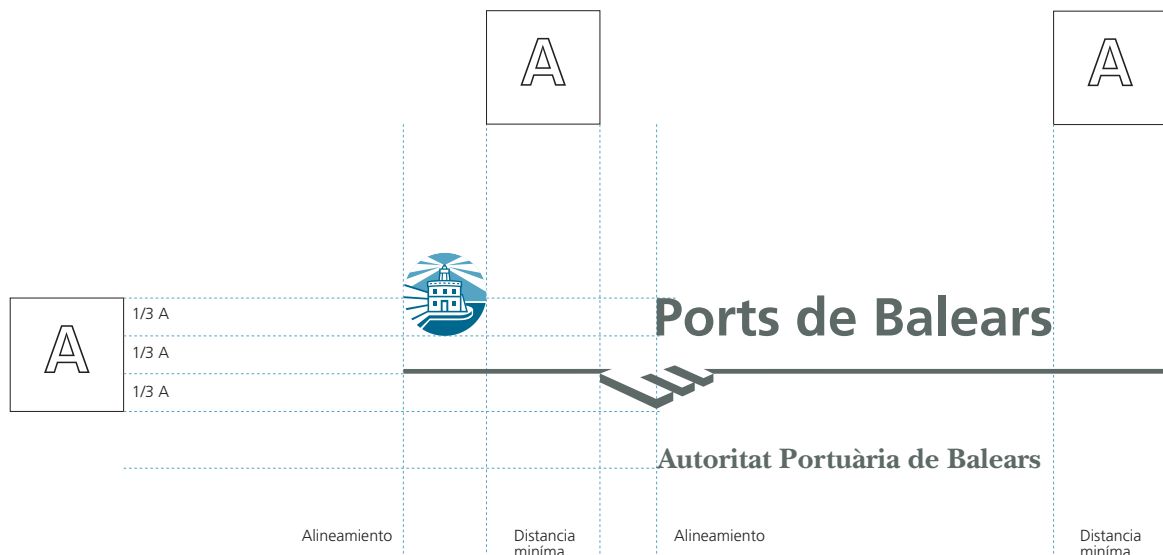 A
A
1/3 A
1/3 A
1/3 A
A
Ports de Balears
Autoritat Portuària de Balears
Alineamiento
Distancia
miníma
Alineamiento
Distancia
miníma